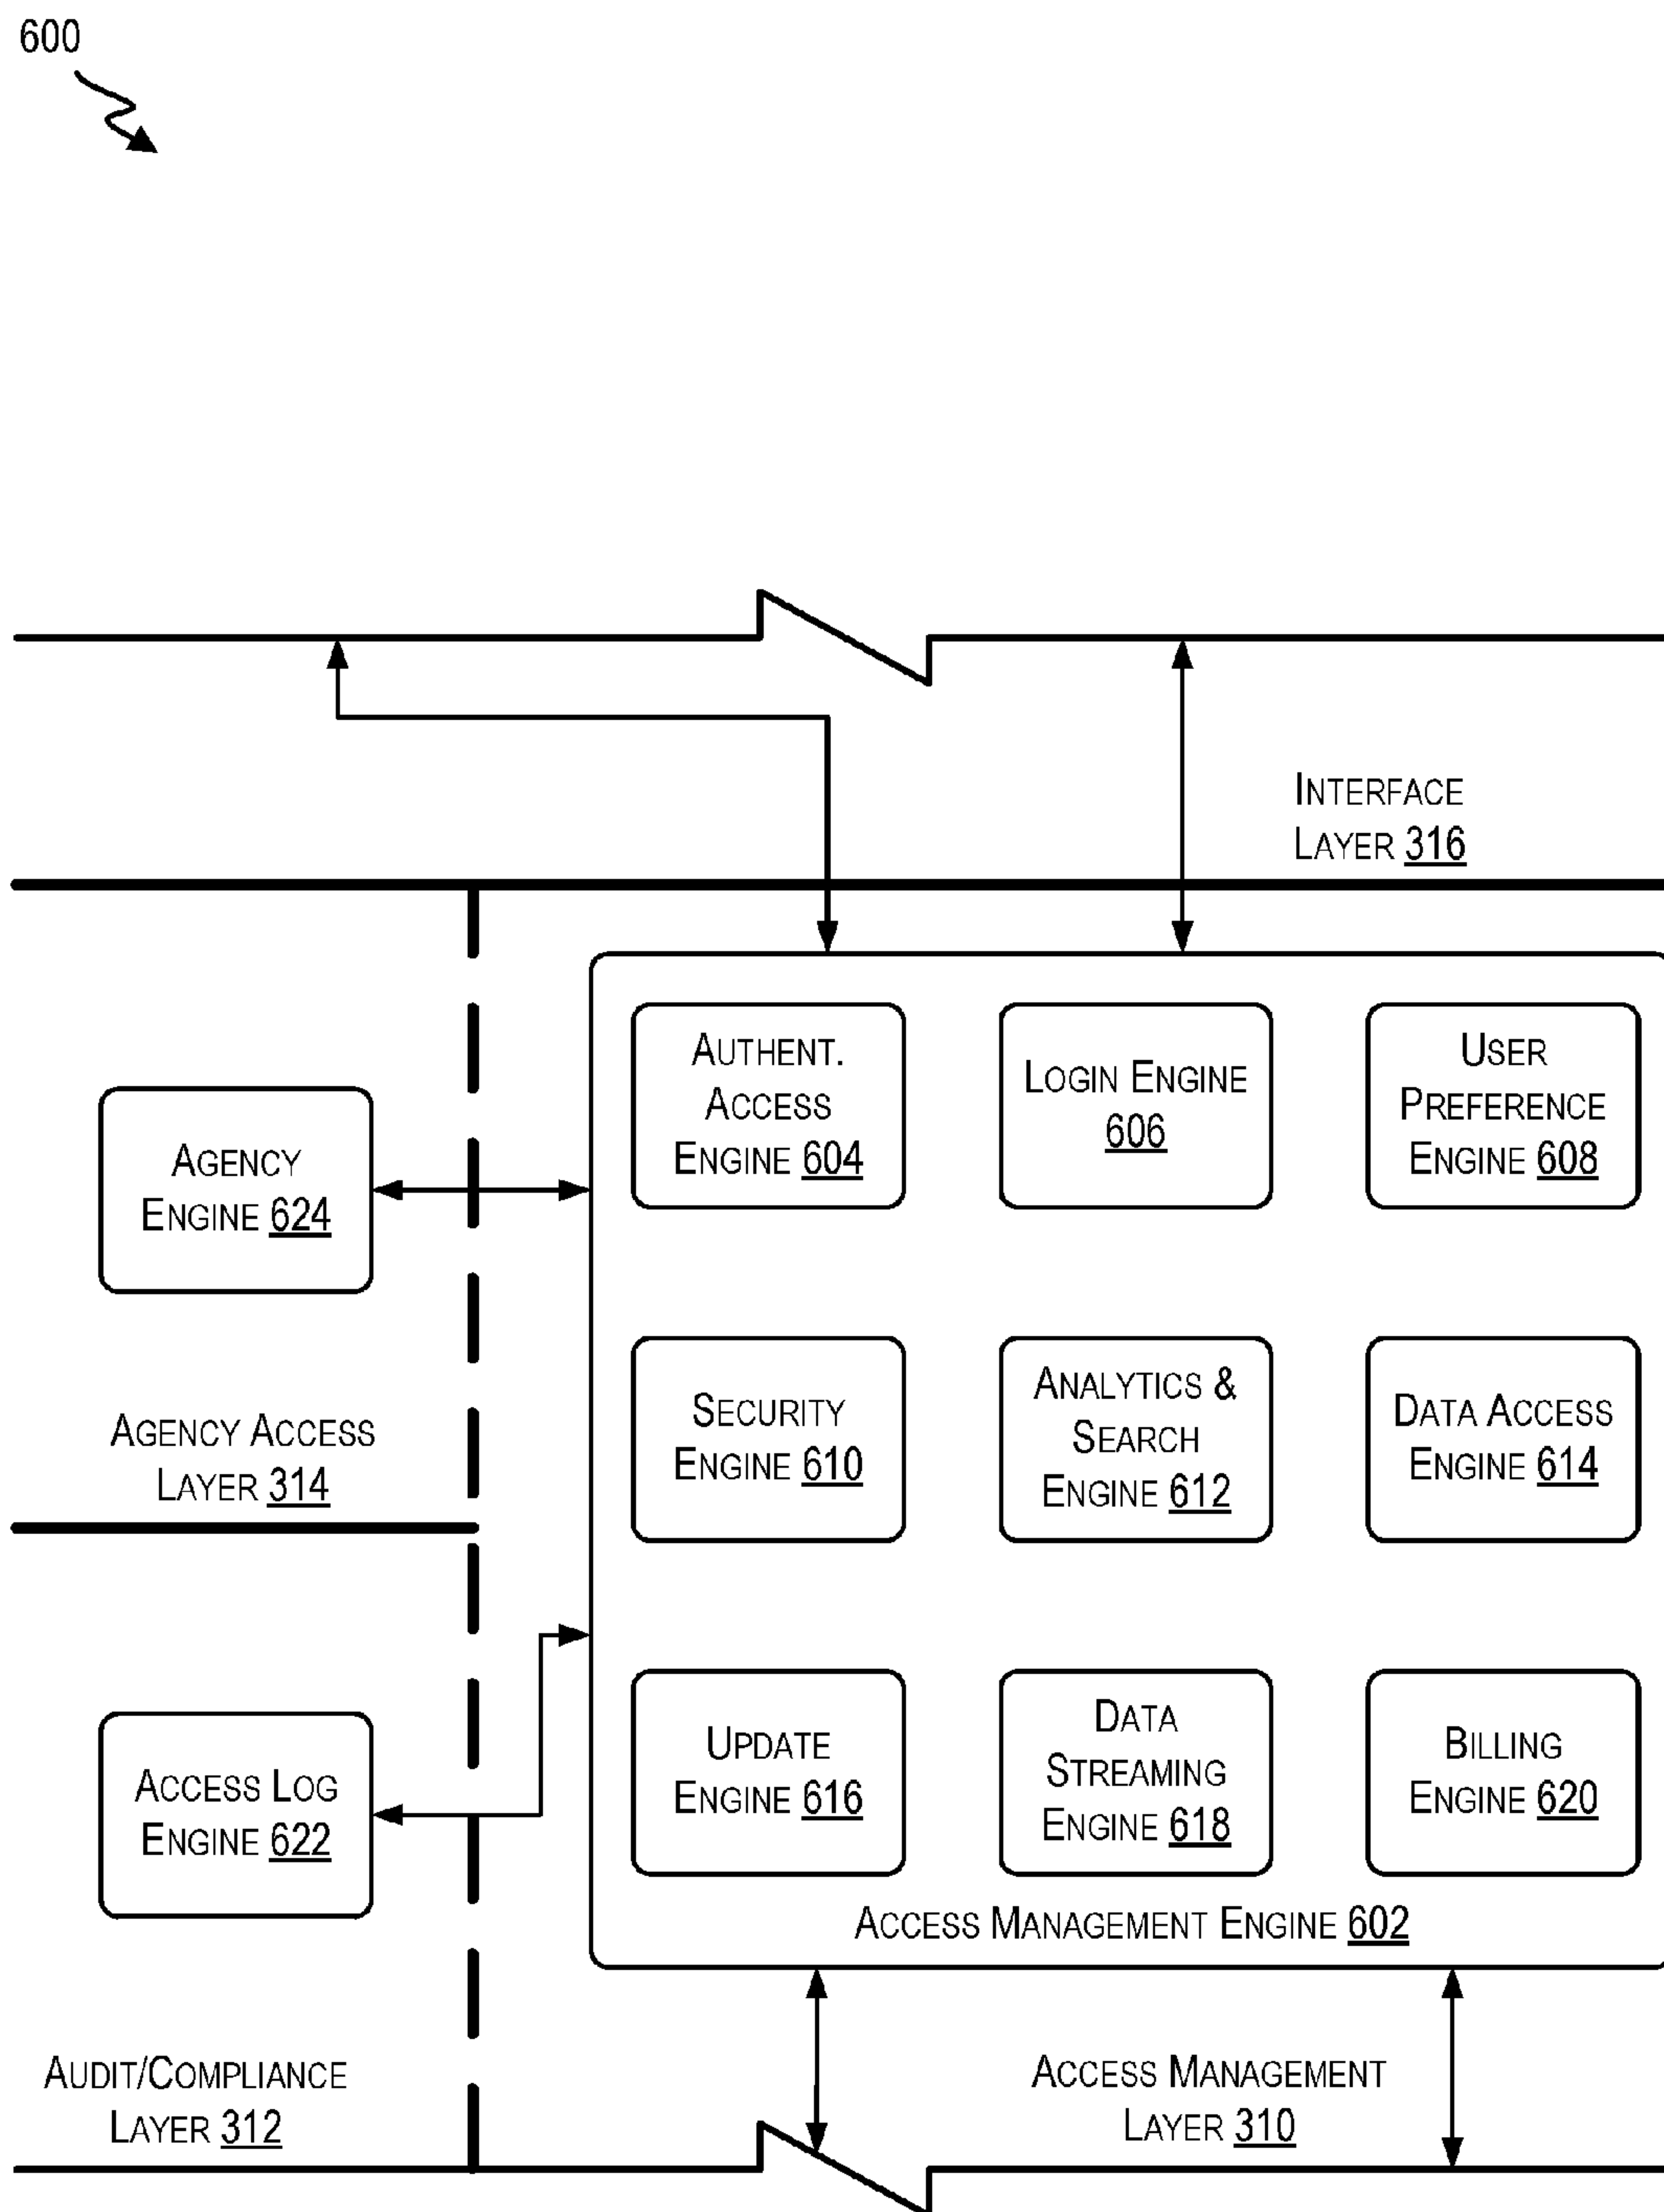 600
INTERFACE
LAYER 316
AUTHENT.
ACCESS
ENGINE 604
LOGIN ENGINE
606
USER
PREFERENCE
ENGINE 608
AGENCY
ENGINE 624
SECURITY
ENGINE 610
ANALYTICS &
SEARCH
ENGINE 612
DATA ACCESS
ENGINE 614
AGENCY ACCESS
LAYER 314
UPDATE
ENGINE 616
DATA
STREAMING
ENGINE 618
BILLING
ENGINE 620
ACCESS LOG
ENGINE 622
ACCESS MANAGEMENT ENGINE 602
AUDIT/COMPLIANCE
LAYER 312
ACCESS MANAGEMENT
LAYER 310